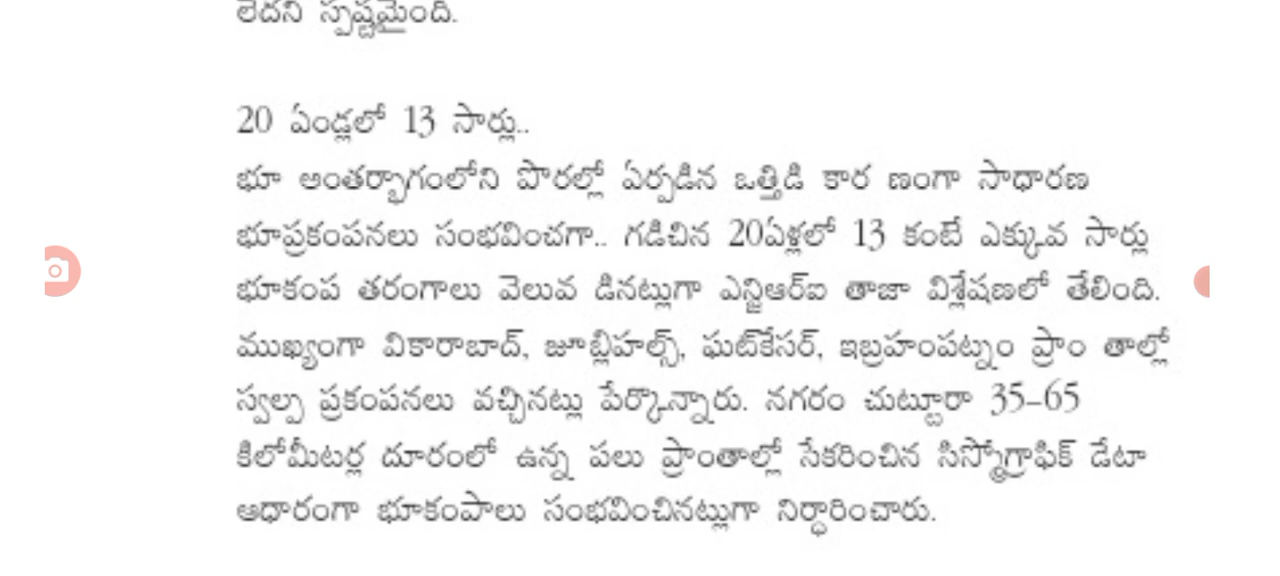 లేదని స్పష్టమైంది.
20 ఏండ్లలో 13 సార్లు..
భూ అంతర్భాగంలోని పొరల్లో ఏర్పడిన ఒత్తిడి కార ణంగా సాధారణ
భూప్రకంపనలు సంభవించగా.. గడిచిన 20ఏళ్లలో 13 కంటే ఎక్కువ సార్లు
భూకంప తరంగాలు వెలువ డినట్లుగా ఎన్జిఆర్ఐ తాజా విశ్లేషణలో తేలింది.
ముఖ్యంగా వికారాబాద్, జూబ్లీహల్స్, ఘట్‌కేసర్, ఇబ్రహంపట్నం ప్రాం తాల్లో
స్వల్ప ప్రకంపనలు వచ్చినట్లు పేర్కొన్నారు. నగరం చుట్టూరా 35-65
కిలోమీటర్ల దూరంలో ఉన్న పలు ప్రాంతాల్లో సేకరించిన సిస్మోగ్రాఫిక్ డేటా
ఆధారంగా భూకంపాలు సంభవించినట్లుగా నిర్ధారించారు.